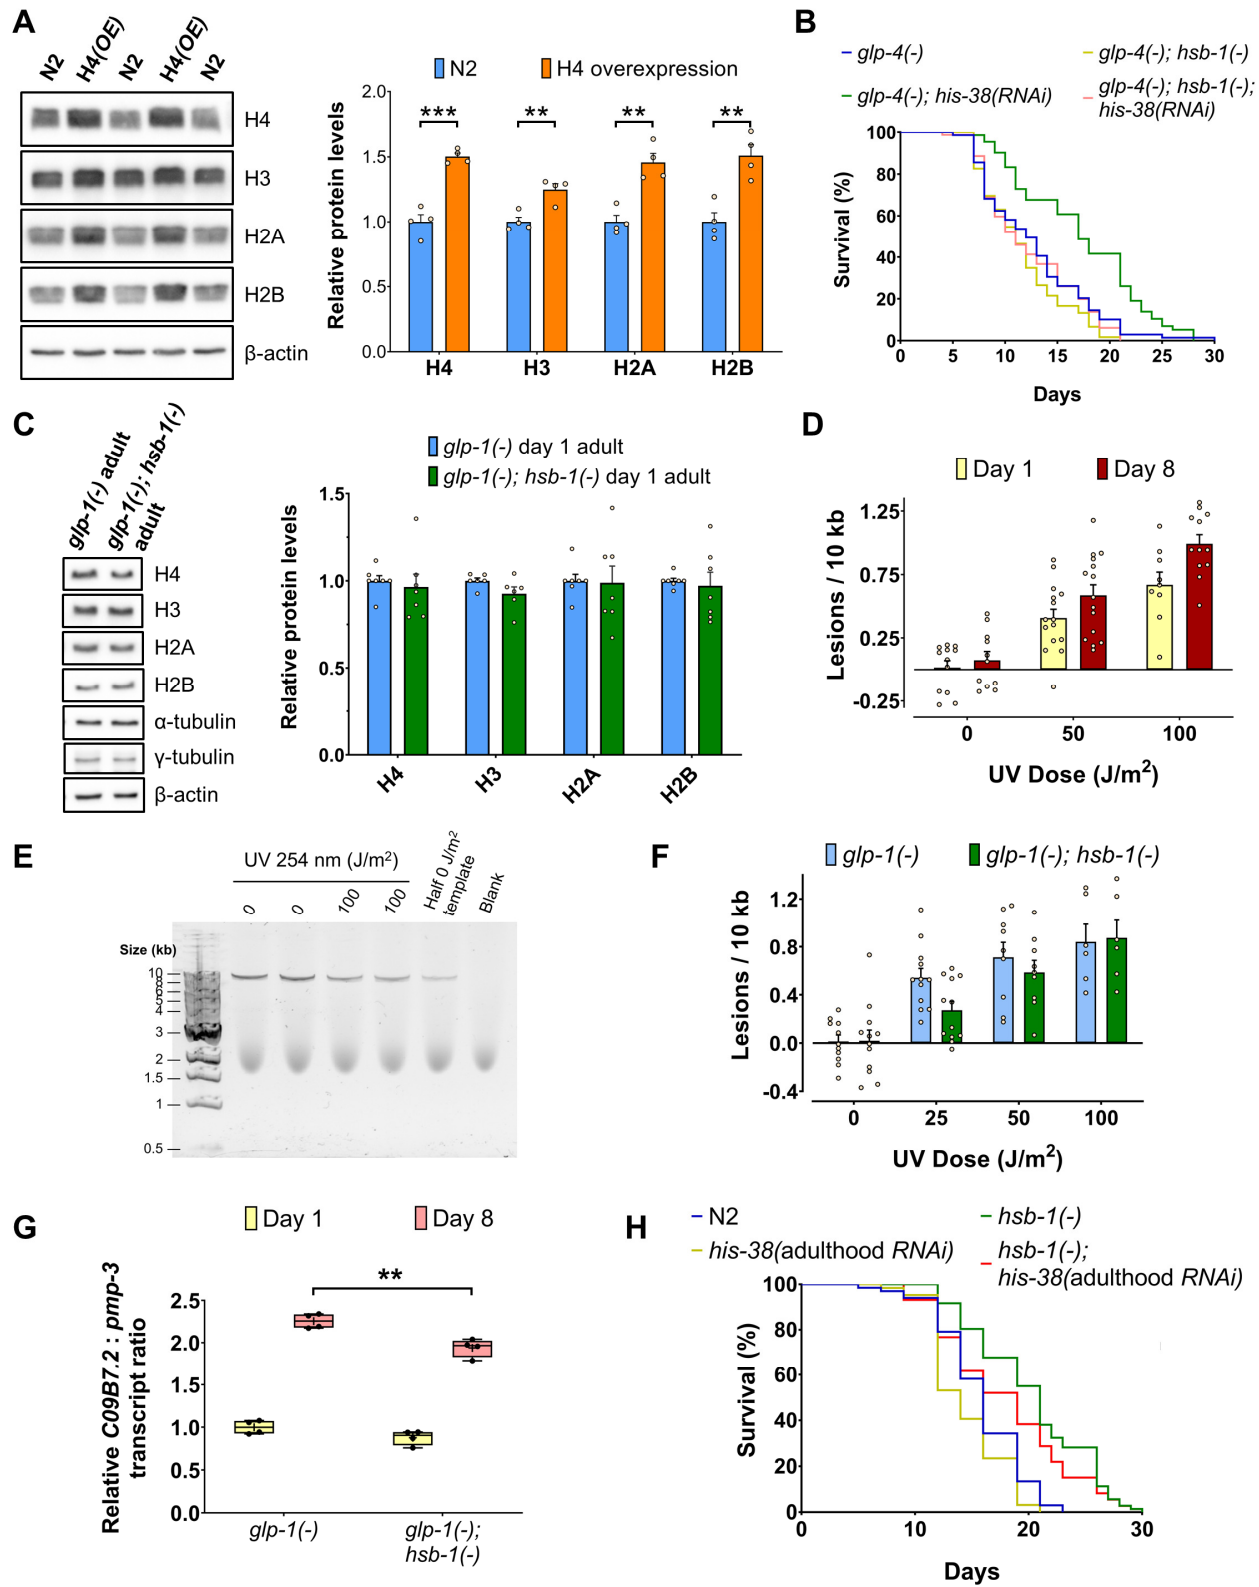 A
N2
H4(OE)
N2
H4(OE)
N2
H4
H3
H2A
H2B
β-actin
N2
H4 overexpression
Relative protein levels
2.0
1.5
1.0
0.5
0.0
***
**
**
**
H4
H3
H2A
H2B
B
glp-4(-)
glp-4(-); hsb-1(-)
glp-4(-); his-38(RNAi)
glp-4(-); hsb-1(-);
his-38(RNAi)
Survival (%)
100
80
60
40
20
0
0
5
10
15
20
25
30
Days
C
glp-1(-) adult
glp-1(-); hsb-1(-)
adult
H4
H3
H2A
H2B
α-tubulin
γ-tubulin
β-actin
glp-1(-) day 1 adult
glp-1(-); hsb-1(-) day 1 adult
Relative protein levels
1.5
1.0
0.5
0.0
H4
H3
H2A
H2B
D
Day 1
Day 8
Lesions / 10 kb
1.25
0.75
0.25
-0.25
0
50
100
UV Dose (J/m²)
E
UV 254 nm (J/m²)
0
0
100
100
Half 0 J/m²
template
Blank
Size (kb)
10
8
6
5
4
3
2
1.5
1
0.5
F
glp-1(-)
glp-1(-); hsb-1(-)
Lesions / 10 kb
1.2
0.8
0.4
0.0
-0.4
0
25
50
100
UV Dose (J/m²)
G
Day 1
Day 8
**
Relative C09B7.2 : pmp-3
transcript ratio
2.5
2.0
1.5
1.0
0.5
0.0
glp-1(-)
glp-1(-);
hsb-1(-)
H
N2
hsb-1(-)
his-38(adulthood RNAi)
hsb-1(-);
his-38(adulthood RNAi)
Survival (%)
100
80
60
40
20
0
0
10
20
30
Days